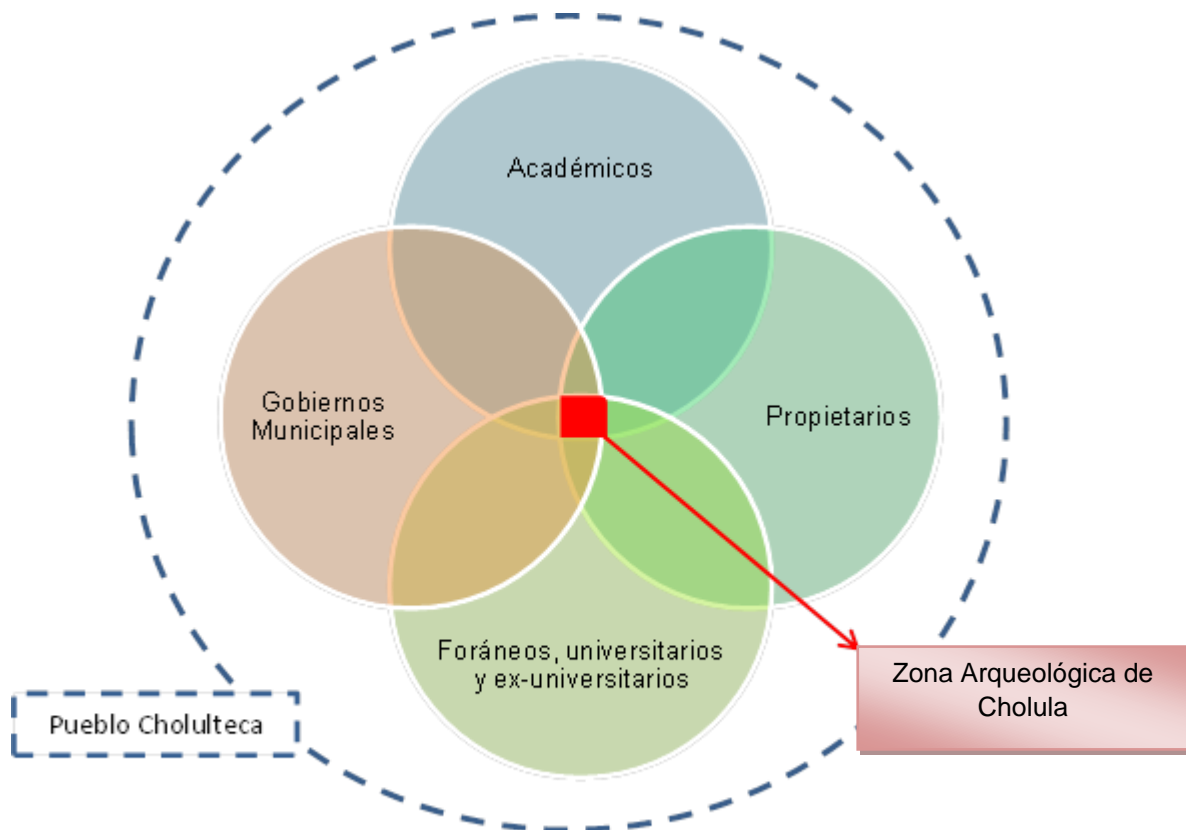 Académicos
Gobiernos
Municipales
Propietarios
Foráneos, universitarios
y ex-universitarios
Zona Arqueológica de
Cholula
Pueblo Cholulteca